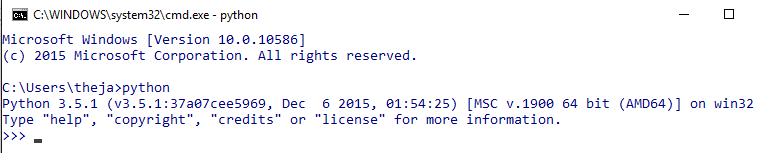 C:\WINDOWS\system32\cmd.exe - python
Microsoft Windows [Version 10.0.10586]
(c) 2015 Microsoft Corporation. All rights reserved.
C:\Users\theja>python
Python 3.5.1 (v3.5.1:37a07cee5969, Dec  6 2015, 01:54:25) [MSC v.1900 64 bit (AMD64)] on win32
Type "help", "copyright", "credits" or "license" for more information.
>>> _